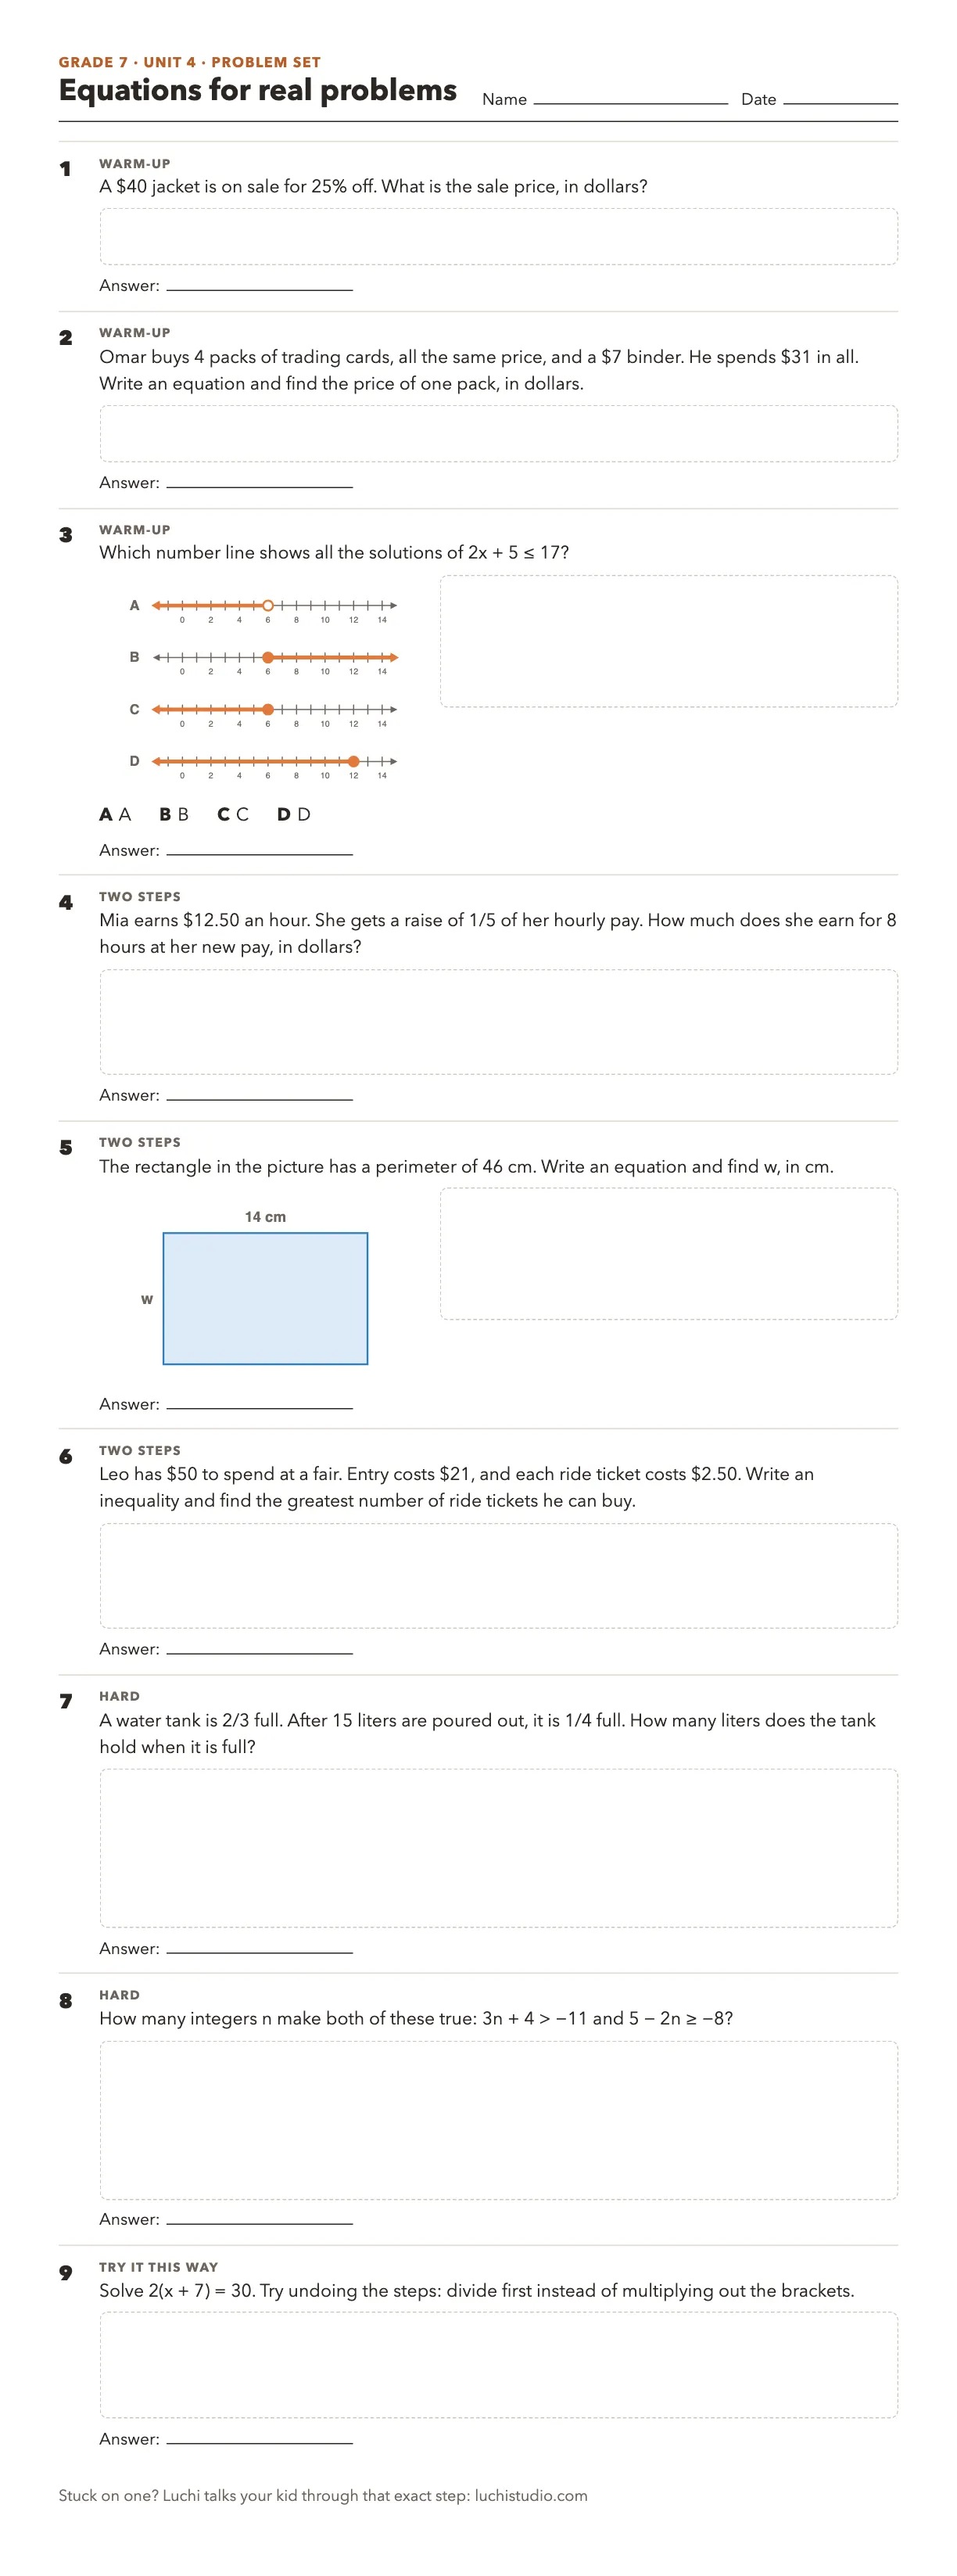 GRADE 7 · UNIT 4 · PROBLEM SET
Equations for real problems
Name
Date
1
WARM-UP
A $40 jacket is on sale for 25% off. What is the sale price, in dollars?
Answer:
2
WARM-UP
Omar buys 4 packs of trading cards, all the same price, and a $7 binder. He spends $31 in all.
Write an equation and find the price of one pack, in dollars.
Answer:
3
WARM-UP
Which number line shows all the solutions of 2x + 5 ≤ 17?
A
0 2 4 6 8 10 12 14
B
0 2 4 6 8 10 12 14
C
0 2 4 6 8 10 12 14
D
0 2 4 6 8 10 12 14
A A B B C C D D
Answer:
4
TWO STEPS
Mia earns $12.50 an hour. She gets a raise of 1/5 of her hourly pay. How much does she earn for 8
hours at her new pay, in dollars?
Answer:
5
TWO STEPS
The rectangle in the picture has a perimeter of 46 cm. Write an equation and find w, in cm.
14 cm
w
Answer:
6
TWO STEPS
Leo has $50 to spend at a fair. Entry costs $21, and each ride ticket costs $2.50. Write an
inequality and find the greatest number of ride tickets he can buy.
Answer:
7
HARD
A water tank is 2/3 full. After 15 liters are poured out, it is 1/4 full. How many liters does the tank
hold when it is full?
Answer:
8
HARD
How many integers n make both of these true: 3n + 4 > −11 and 5 − 2n ≥ −8?
Answer:
9
TRY IT THIS WAY
Solve 2(x + 7) = 30. Try undoing the steps: divide first instead of multiplying out the brackets.
Answer:
Stuck on one? Luchi talks your kid through that exact step: luchistudio.com